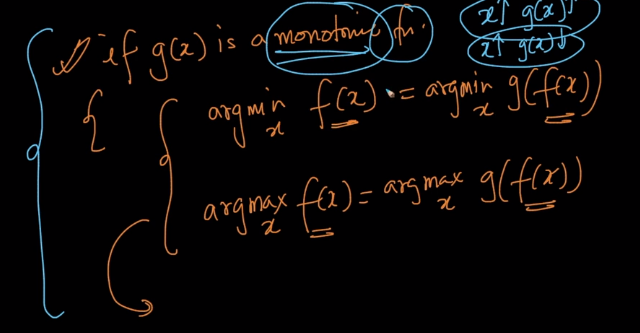 if g(x) is a monotonic fn.
x↑ g(x)↑
x↑ g(x)↓
argmin x f(x) = argmin x g(f(x))
argmax x f(x) = argmax x g(f(x))